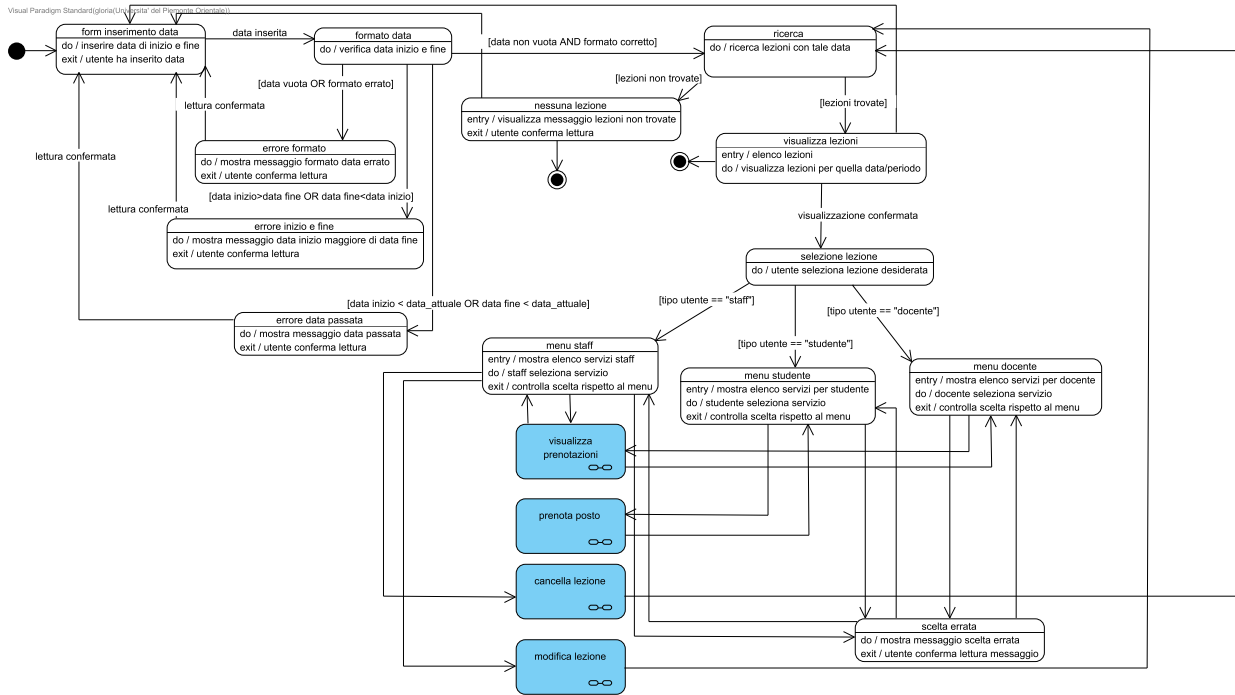 Visual Paradigm Standard(gloria(Universita' del Piemonte Orientale))
form inserimento data
do / inserire data di inizio e fine
exit / utente ha inserito data
data inserita
formato data
do / verifica data inizio e fine
[data non vuota AND formato corretto]
ricerca
do / ricerca lezioni con tale data
[data vuota OR formato errato]
[lezioni non trovate]
[lezioni trovate]
lettura confermata
nessuna lezione
entry / visualizza messaggio lezioni non trovate
exit / utente conferma lettura
visualizza lezioni
entry / elenco lezioni
do / visualizza lezioni per quella data/periodo
errore formato
do / mostra messaggio formato data errato
exit / utente conferma lettura
lettura confermata
[data inizio>data fine OR data fine<data inizio]
lettura confermata
visualizzazione confermata
errore inizio e fine
do / mostra messaggio data inizio maggiore di data fine
exit / utente conferma lettura
selezione lezione
do / utente seleziona lezione desiderata
[data inizio < data_attuale OR data fine < data_attuale]
[tipo utente == "staff"]
[tipo utente == "docente"]
errore data passata
do / mostra messaggio data passata
exit / utente conferma lettura
[tipo utente == "studente"]
menu staff
entry / mostra elenco servizi staff
do / staff seleziona servizio
exit / controlla scelta rispetto al menu
menu studente
entry / mostra elenco servizi per studente
do / studente seleziona servizio
exit / controlla scelta rispetto al menu
menu docente
entry / mostra elenco servizi per docente
do / docente seleziona servizio
exit / controlla scelta rispetto al menu
visualizza
prenotazioni
prenota posto
cancella lezione
scelta errata
do / mostra messaggio scelta errata
exit / utente conferma lettura messaggio
modifica lezione